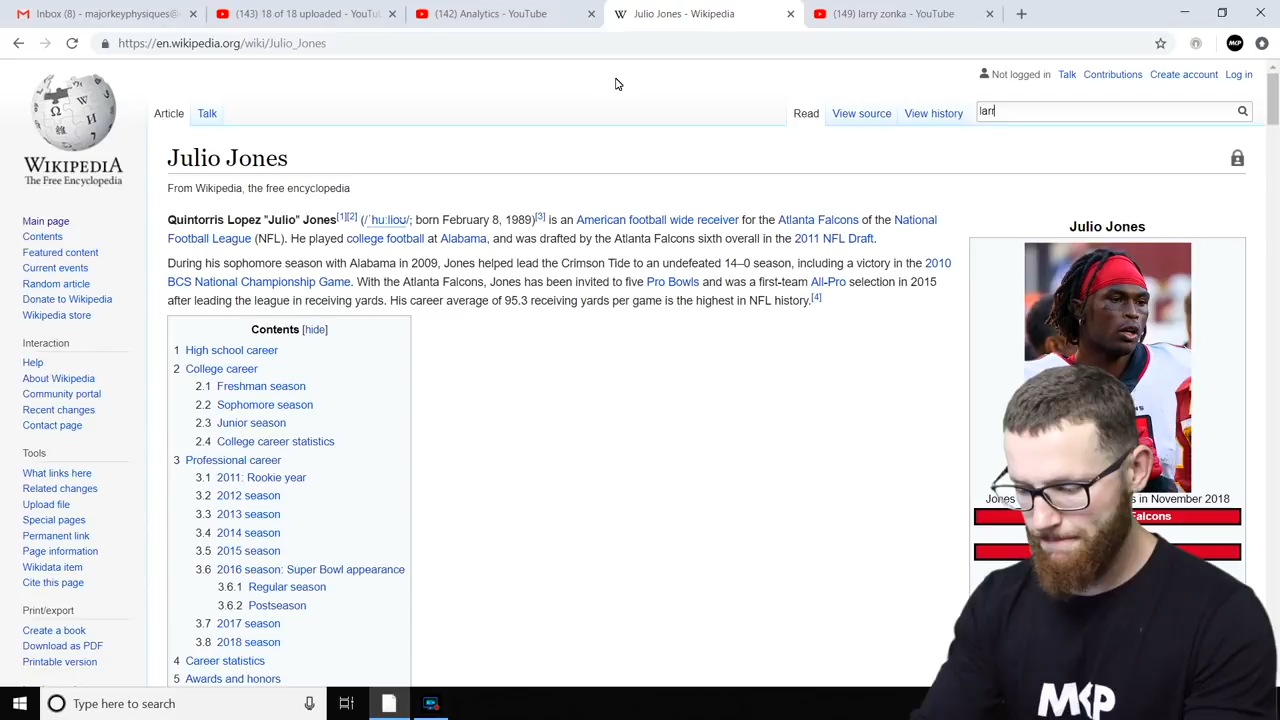 Inbox (8) - majorkeyphysiques@
(143) 18 of 18 uploaded - YouTu
(142) Analytics - YouTube
Julio Jones - Wikipedia
(149) larry zonka - YouTube
https://en.wikipedia.org/wiki/Julio_Jones
MCP
Not logged in Talk Contributions Create account Log in
Article Talk Read View source View history larr
WIKIPEDIA
The Free Encyclopedia
Main page
Contents
Featured content
Current events
Random article
Donate to Wikipedia
Wikipedia store
Interaction
Help
About Wikipedia
Community portal
Recent changes
Contact page
Tools
What links here
Related changes
Upload file
Special pages
Permanent link
Page information
Wikidata item
Cite this page
Print/export
Create a book
Download as PDF
Printable version
Julio Jones
From Wikipedia, the free encyclopedia
Quintorris Lopez "Julio" Jones[1][2] (/ˈhuːlioʊ/; born February 8, 1989)[3] is an American football wide receiver for the Atlanta Falcons of the National
Football League (NFL). He played college football at Alabama, and was drafted by the Atlanta Falcons sixth overall in the 2011 NFL Draft.
During his sophomore season with Alabama in 2009, Jones helped lead the Crimson Tide to an undefeated 14–0 season, including a victory in the 2010
BCS National Championship Game. With the Atlanta Falcons, Jones has been invited to five Pro Bowls and was a first-team All-Pro selection in 2015
after leading the league in receiving yards. His career average of 95.3 receiving yards per game is the highest in NFL history.[4]
Contents [hide]
1 High school career
2 College career
2.1 Freshman season
2.2 Sophomore season
2.3 Junior season
2.4 College career statistics
3 Professional career
3.1 2011: Rookie year
3.2 2012 season
3.3 2013 season
3.4 2014 season
3.5 2015 season
3.6 2016 season: Super Bowl appearance
3.6.1 Regular season
3.6.2 Postseason
3.7 2017 season
3.8 2018 season
4 Career statistics
5 Awards and honors
Julio Jones
Jones in November 2018
Falcons
Type here to search
MCP